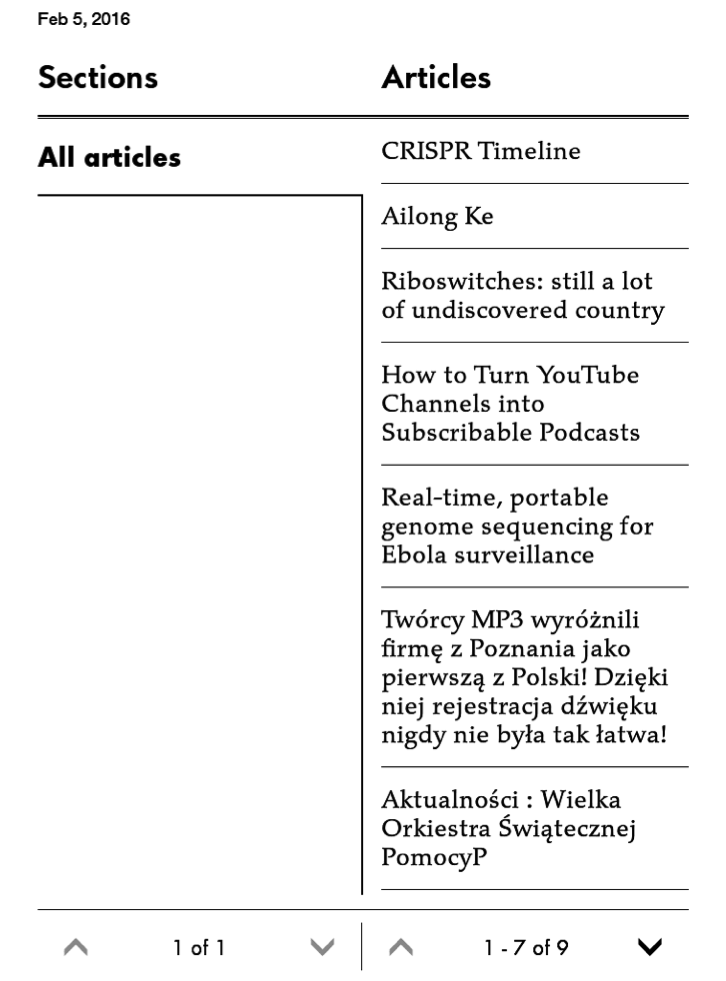 Feb 5, 2016
Sections
Articles
All articles
CRISPR Timeline
Ailong Ke
Riboswitches: still a lot
of undiscovered country
How to Turn YouTube
Channels into
Subscribable Podcasts
Real-time, portable
genome sequencing for
Ebola surveillance
Twórcy MP3 wyróżnili
firmę z Poznania jako
pierwszą z Polski! Dzięki
niej rejestracja dźwięku
nigdy nie była tak łatwa!
Aktualności : Wielka
Orkiestra Świątecznej
PomocyP
1 of 1
1 - 7 of 9